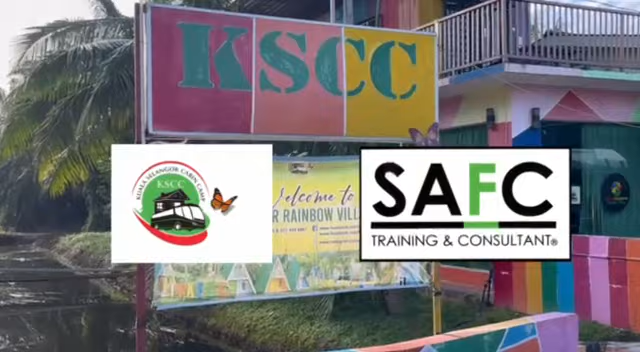 KSCC
KUALA SELANGOR CABIN CAMP
KSCC
Welcome to
R RAINBOW VILL
SAFC
TRAINING & CONSULTANT®